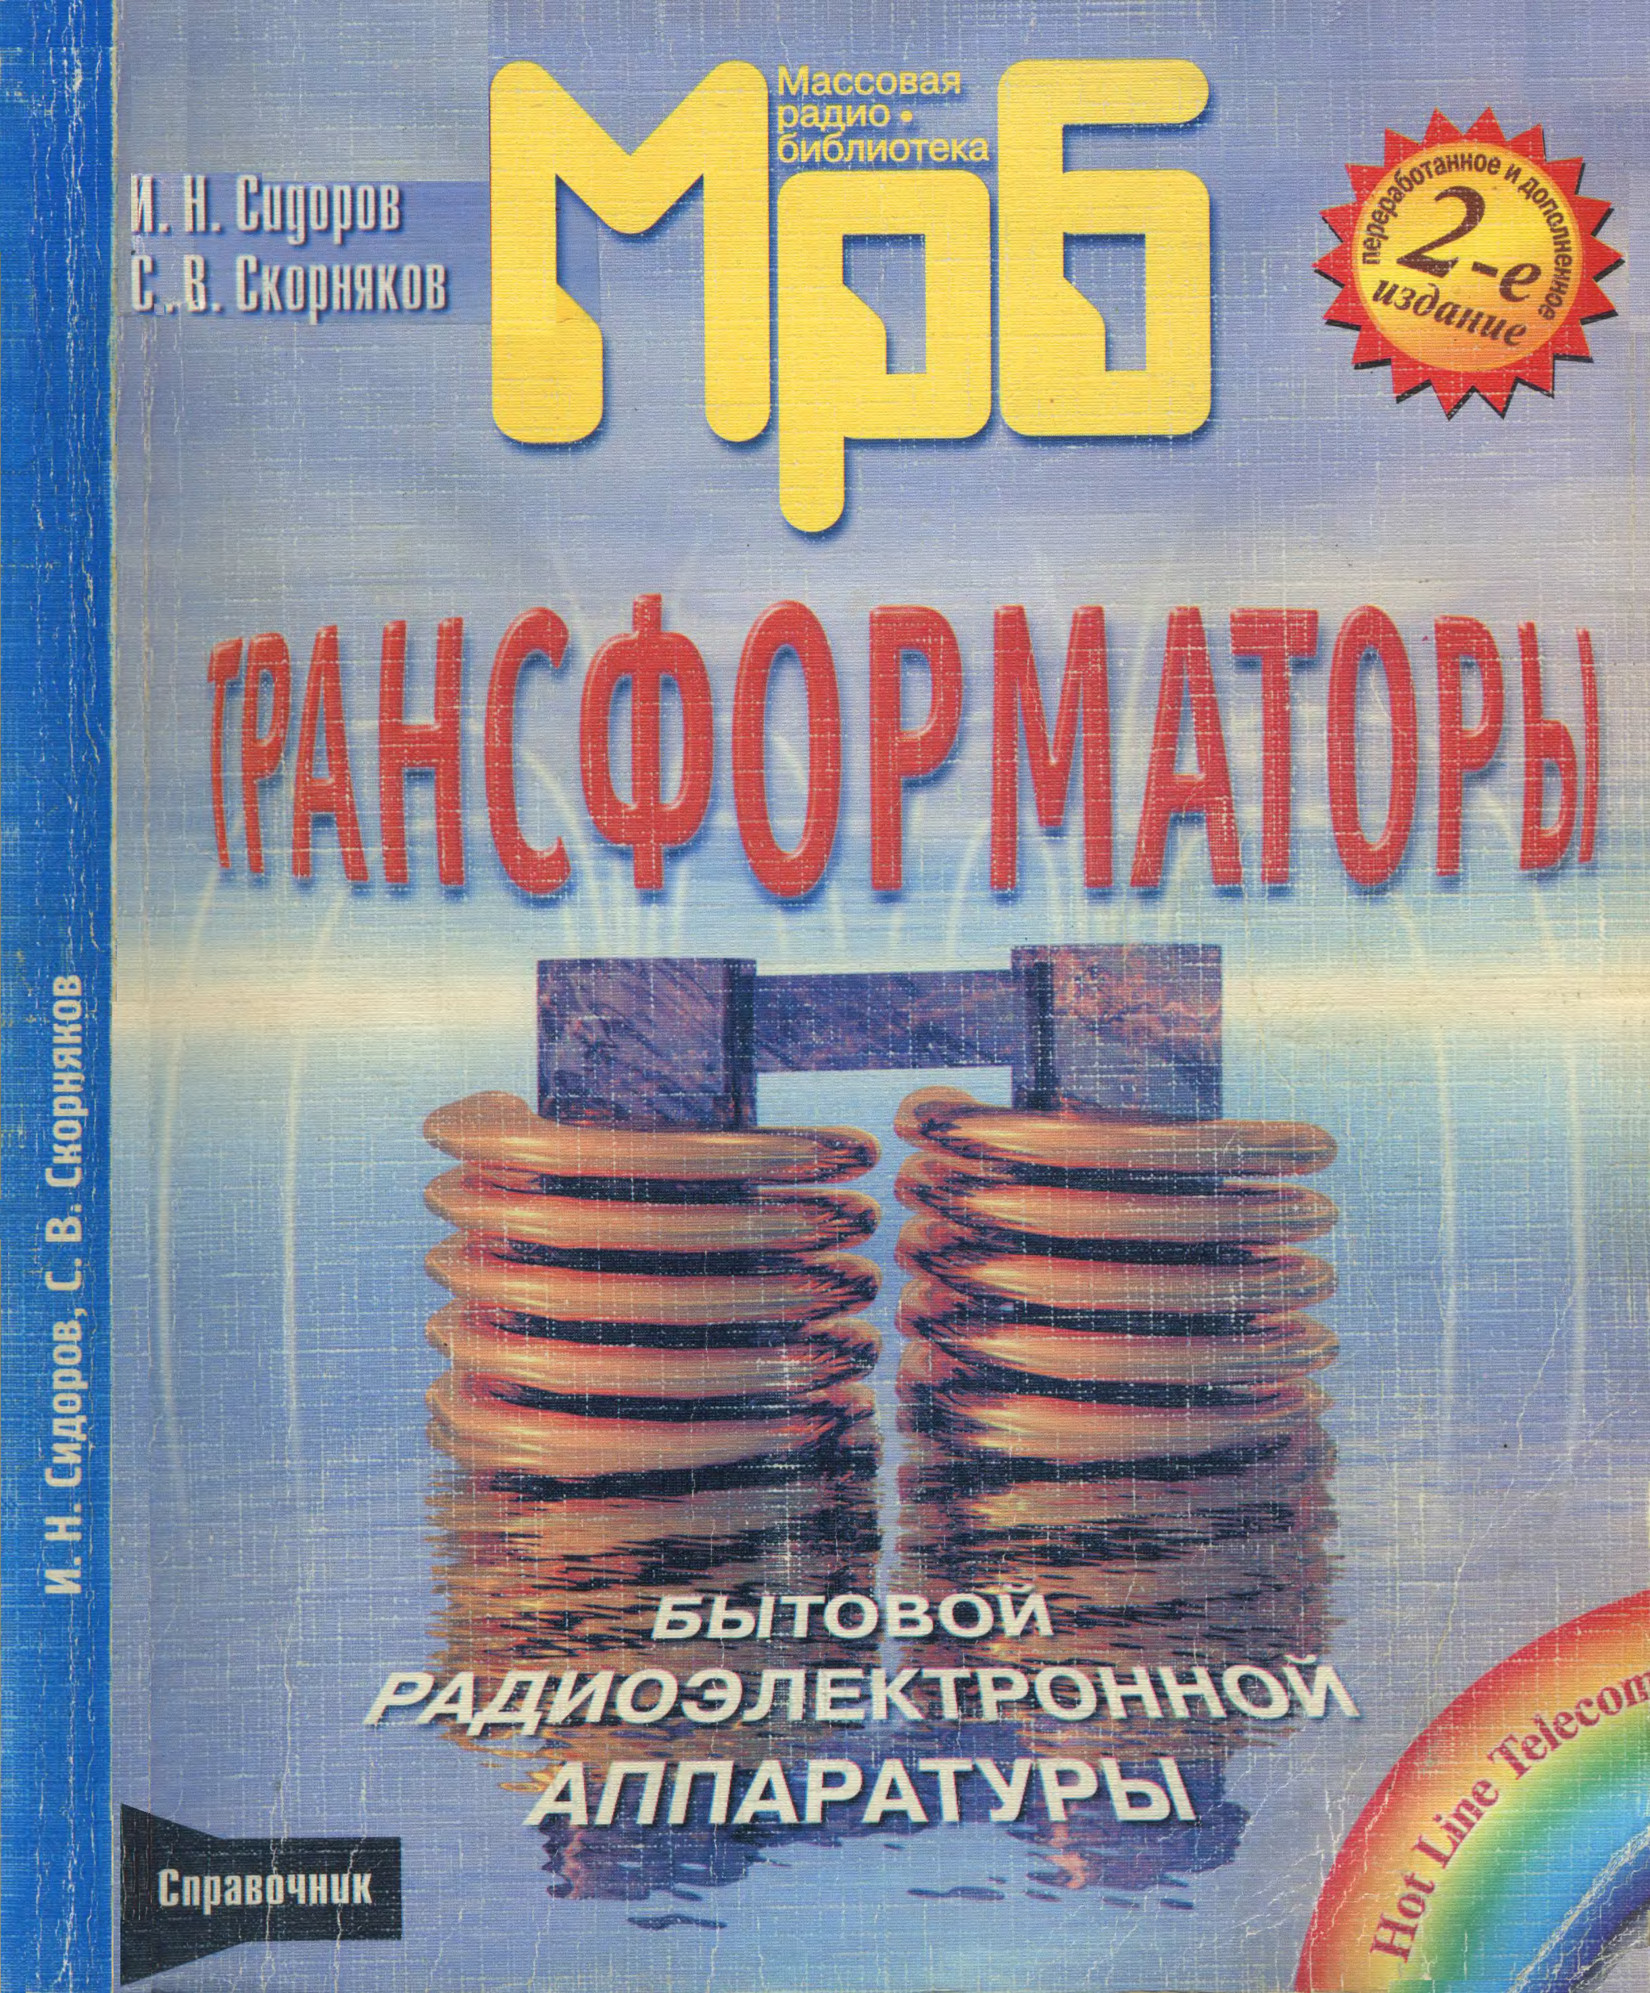 Массовая
радио •
библиотека
МРБ
И. Н. Сидоров
С. В. Скорняков
переработанное и дополненное
2-е
издание
ТРАНСФОРМАТОРЫ
БЫТОВОЙ
РАДИОЭЛЕКТРОННОЙ
АППАРАТУРЫ
Справочник
Hot Line Telecom
И. Н. Сидоров, С. В. Скорняков